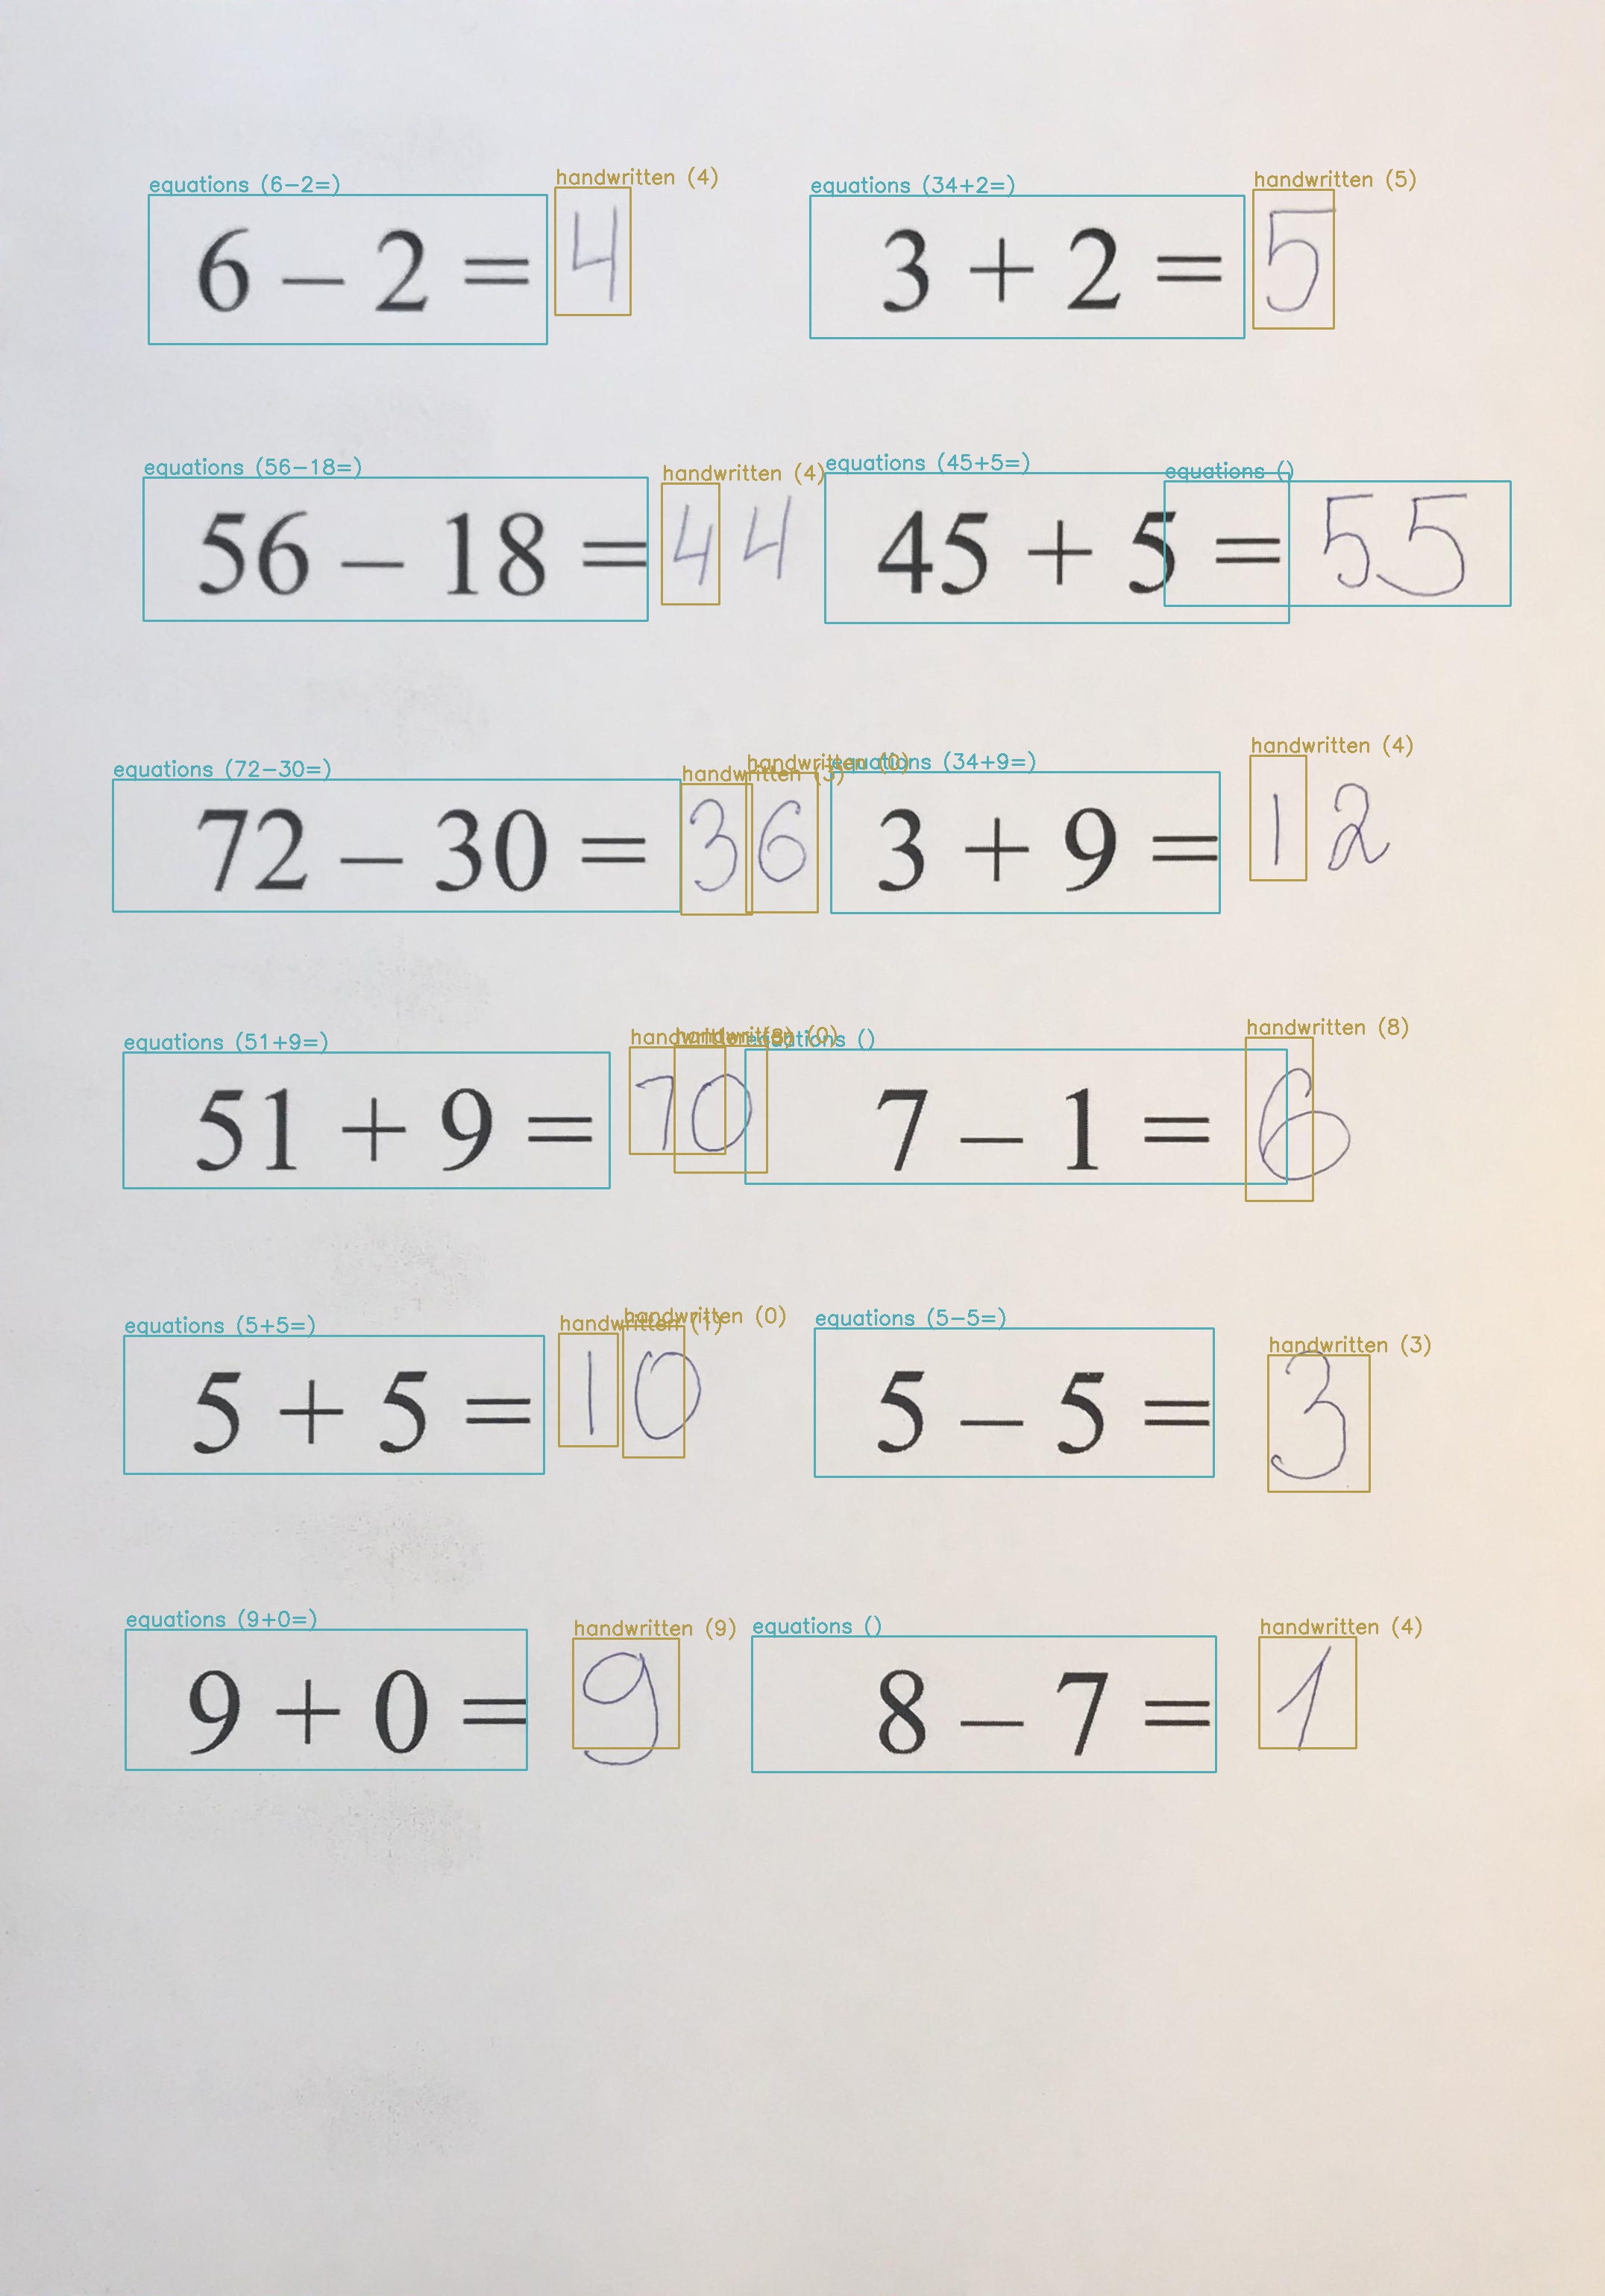 equations (6-2=) handwritten (4) equations (34+2=) handwritten (5)
6 – 2 = 4 3 + 2 = 5
equations (56-18=) handwritten (4) equations (45+5=) equations ()
56 – 18 = 44 45 + 5 = 55
equations (72-30=) handwritten (3) handwritten (0) equations (34+9=) handwritten (4)
72 – 30 = 36 3 + 9 = 12
equations (51+9=) handwritten (8) handwritten (0) equations () handwritten (8)
51 + 9 = 70 7 – 1 = 6
equations (5+5=) handwritten (1) handwritten (0) equations (5-5=) handwritten (3)
5 + 5 = 10 5 – 5 = 3
equations (9+0=) handwritten (9) equations () handwritten (4)
9 + 0 = 9 8 – 7 = 1